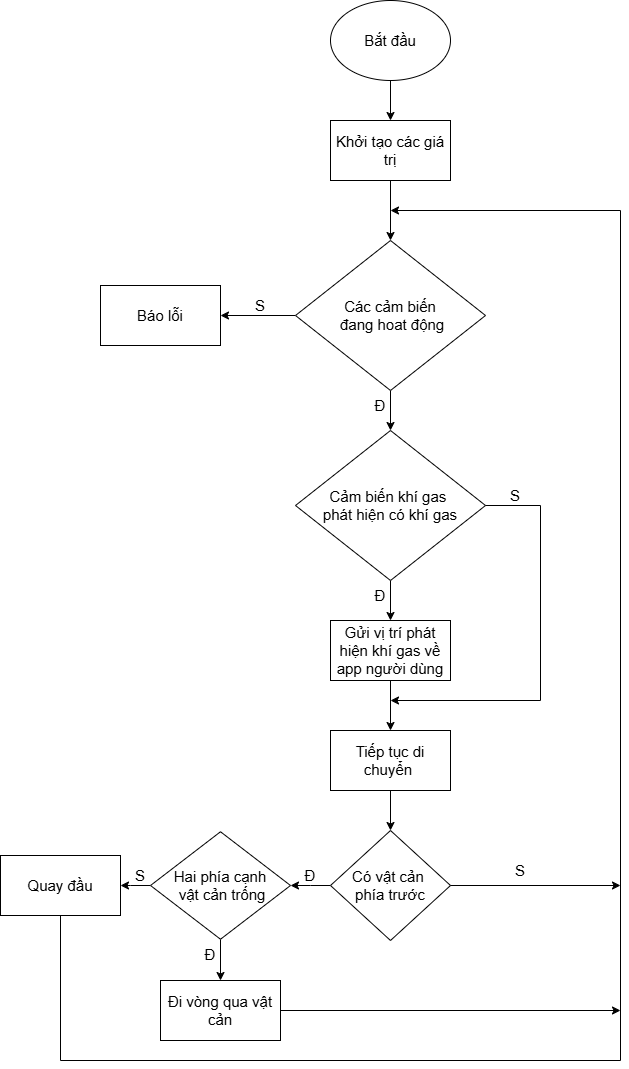 Bắt đầu
Khởi tạo các giá
trị
Các cảm biến
đang hoat động
S
Báo lỗi
Đ
Cảm biến khí gas
phát hiện có khí gas
S
Đ
Gửi vị trí phát
hiện khí gas về
app người dùng
Tiếp tục di
chuyển
Có vật cản
phía trước
S
Đ
Hai phía cạnh
vật cản trống
S
Quay đầu
Đ
Đi vòng qua vật
cản